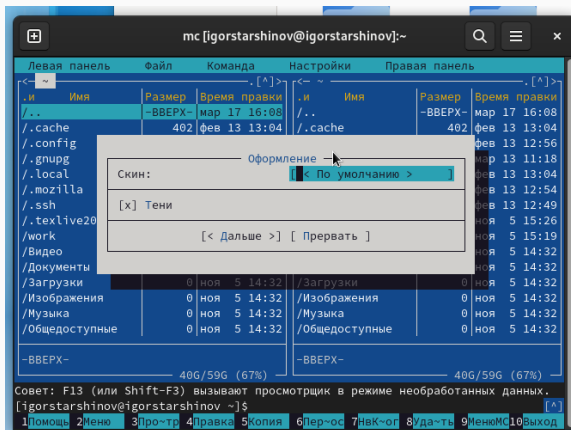 mc [igorstarshinov@igorstarshinov]:~
Левая панель Файл Команда Настройки Правая панель
<- ~ .[^]> <- ~ .[^]>
.и Имя Размер Время правки .и Имя Размер Время правки
/.. -ВВЕРХ- мар 17 16:08 /.. -ВВЕРХ- мар 17 16:08
/.cache 402 фев 13 13:04 /.cache 402 фев 13 13:04
/.config фев 13 12:56
/.gnupg мар 13 11:18
/.local фев 13 13:04
/.mozilla фев 13 12:54
/.ssh фев 13 12:49
/.texlive20 ноя 5 15:26
/work ноя 5 15:19
/Видео ноя 5 14:32
/Документы ноя 5 14:32
Оформление
Скин: [ < По умолчанию > ]
[x] Тени
[< Дальше >] [ Прервать ]
/Загрузки 0 ноя 5 14:32 /Загрузки 0 ноя 5 14:32
/Изображения 0 ноя 5 14:32 /Изображения 0 ноя 5 14:32
/Музыка 0 ноя 5 14:32 /Музыка 0 ноя 5 14:32
/Общедоступные 0 ноя 5 14:32 /Общедоступные 0 ноя 5 14:32
-ВВЕРХ- -ВВЕРХ-
40G/59G (67%) 40G/59G (67%)
Совет: F13 (или Shift-F3) вызывают просмотрщик в режиме необработанных данных.
[igorstarshinov@igorstarshinov ~]$ [^]
1Помощь 2Меню 3Про~тр 4Правка 5Копия 6Пер~ос 7НвК~ог 8Уда~ть 9МенюМС 10Выход